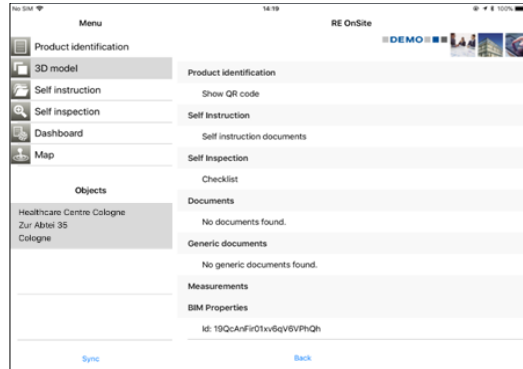 No SIM
14:19
100%
Menu
RE OnSite
DEMO
Product identification
3D model
Self instruction
Self inspection
Dashboard
Map
Objects
Healthcare Centre Cologne
Zur Abtei 35
Cologne
Sync
Product identification
Show QR code
Self Instruction
Self instruction documents
Self Inspection
Checklist
Documents
No documents found.
Generic documents
No generic documents found.
Measurements
BIM Properties
Id: 19QcAnFir01xv6qV6VPhQh
Back